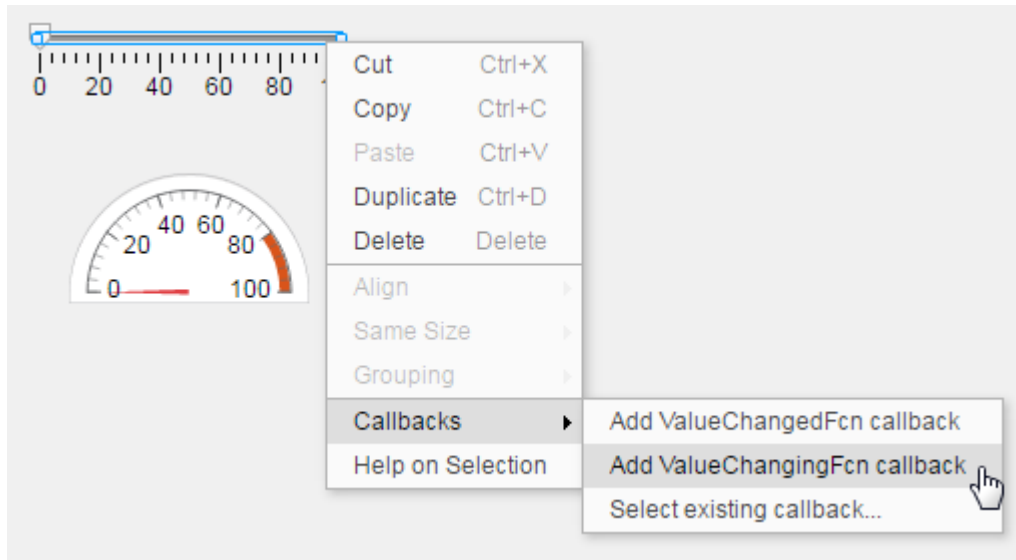 0 20 40 60 80
Cut Ctrl+X
Copy Ctrl+C
Paste Ctrl+V
Duplicate Ctrl+D
Delete Delete
40 60
20 80
0 100
Align
Same Size
Grouping
Callbacks
Add ValueChangedFcn callback
Help on Selection
Add ValueChangingFcn callback
Select existing callback...